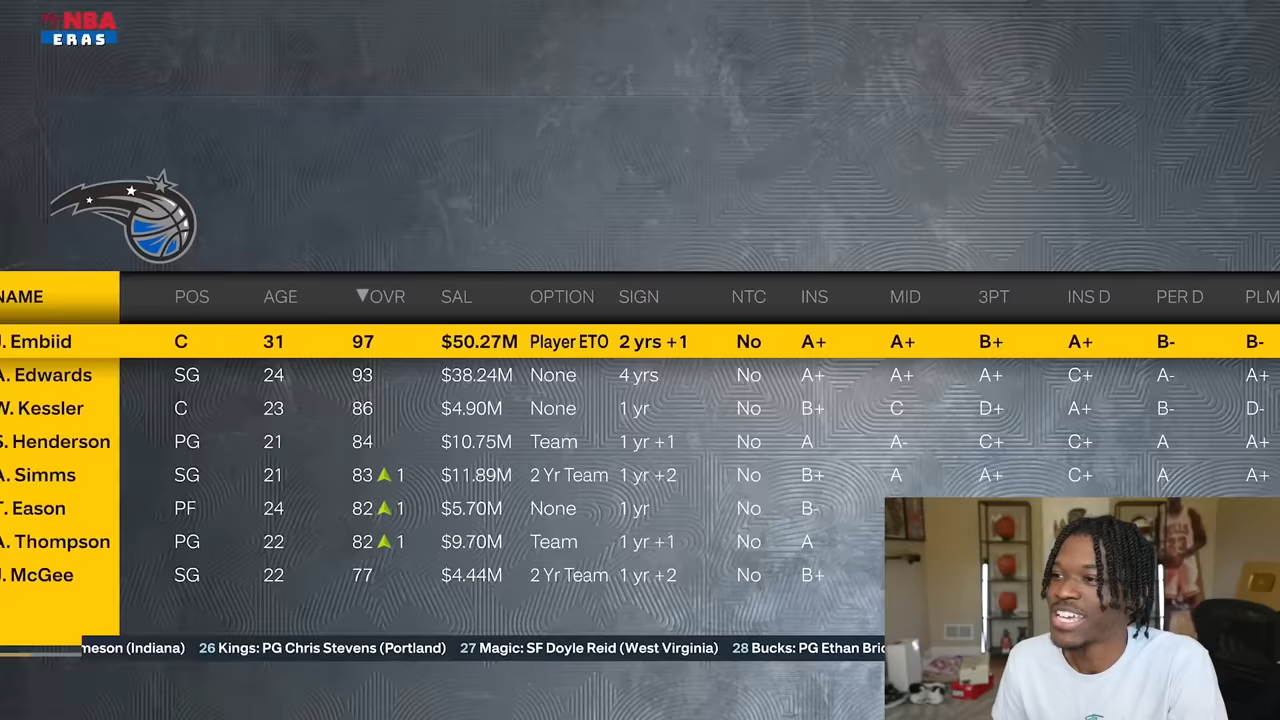 NBA
ERAS
NAME POS AGE ▼OVR SAL OPTION SIGN NTC INS MID 3PT INS D PER D PLM
J. Embiid C 31 97 $50.27M Player ETO 2 yrs +1 No A+ A+ B+ A+ B- B-
A. Edwards SG 24 93 $38.24M None 4 yrs No A+ A+ A+ C+ A- A+
W. Kessler C 23 86 $4.90M None 1 yr No B+ C D+ A+ B- D-
S. Henderson PG 21 84 $10.75M Team 1 yr +1 No A A- C+ C+ A A+
A. Simms SG 21 83 1 $11.89M 2 Yr Team 1 yr +2 No B+ A A+ C+ A A+
T. Eason PF 24 82 1 $5.70M None 1 yr No B-
A. Thompson PG 22 82 1 $9.70M Team 1 yr +1 No A
J. McGee SG 22 77 $4.44M 2 Yr Team 1 yr +2 No B+
meson (Indiana) 26 Kings: PG Chris Stevens (Portland) 27 Magic: SF Doyle Reid (West Virginia) 28 Bucks: PG Ethan Bri